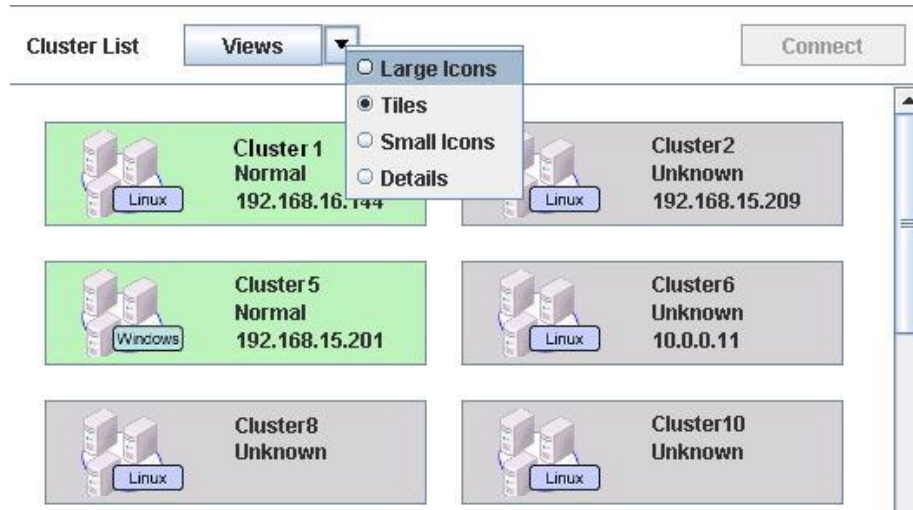 Cluster List
Views
Connect
Large Icons
Tiles
Small Icons
Details
Cluster 1
Normal
192.168.16.144
Linux
Cluster2
Unknown
192.168.15.209
Linux
Cluster5
Normal
192.168.15.201
Windows
Cluster6
Unknown
10.0.0.11
Linux
Cluster8
Unknown
Linux
Cluster10
Unknown
Linux